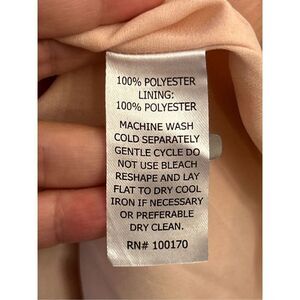 100% POLYESTER
LINING:
100% POLYESTER
MACHINE WASH
COLD SEPARATELY
GENTLE CYCLE DO
NOT USE BLEACH
RESHAPE AND LAY
FLAT TO DRY COOL
IRON IF NECESSARY
OR PREFERABLE
DRY CLEAN.
RN# 100170